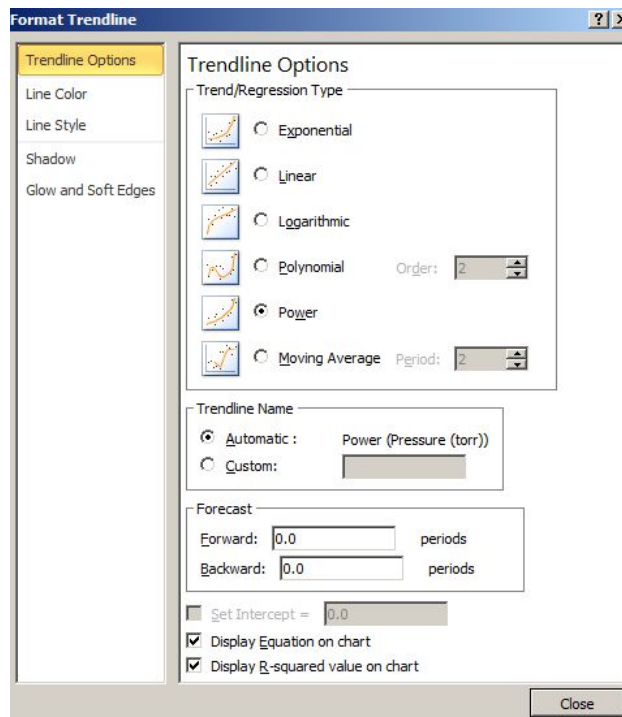 Format Trendline
Trendline Options
Line Color
Line Style
Shadow
Glow and Soft Edges
Trendline Options
Trend/Regression Type
Exponential
Linear
Logarithmic
Polynomial Order: 2
Power
Moving Average Period: 2
Trendline Name
Automatic : Power (Pressure (torr))
Custom:
Forecast
Forward: 0.0 periods
Backward: 0.0 periods
Set Intercept = 0.0
Display Equation on chart
Display R-squared value on chart
Close